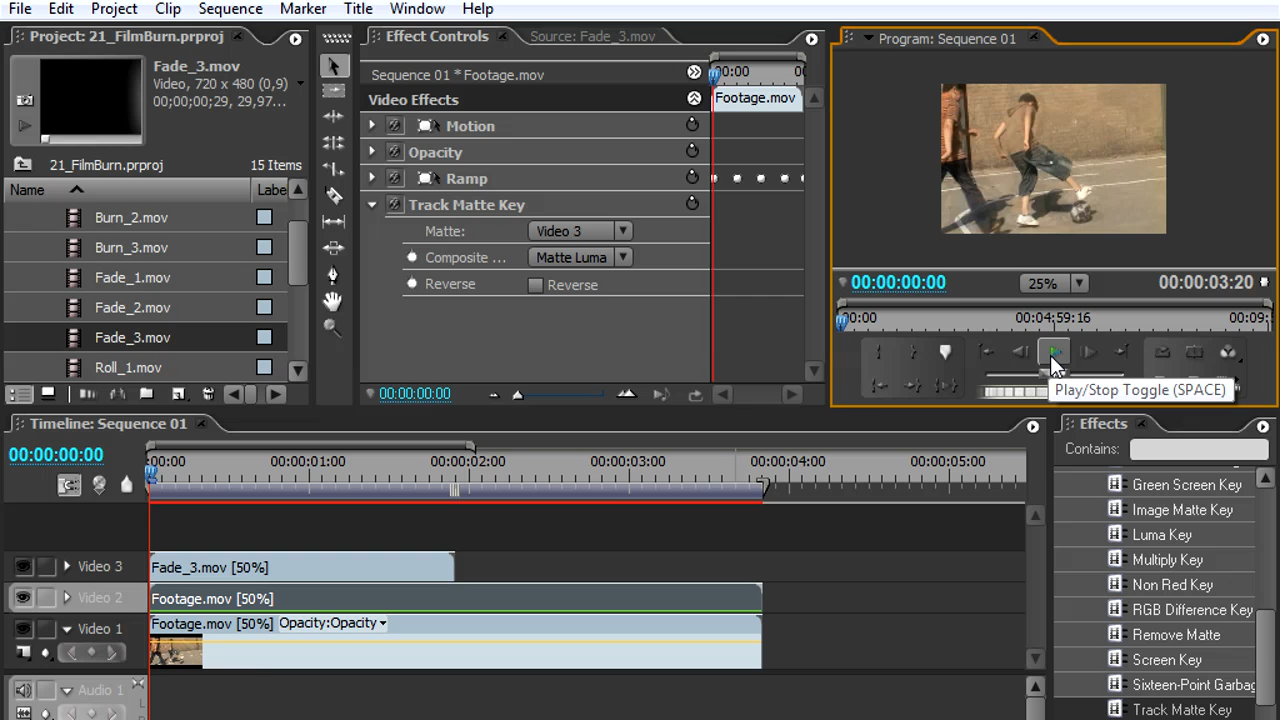 File Edit Project Clip Sequence Marker Title Window Help
Project: 21_FilmBurn.prproj
Fade_3.mov
Video, 720 x 480 (0,9)
00;00;00;29, 29,97...
21_FilmBurn.prproj 15 Items
Name Labe
Burn_2.mov
Burn_3.mov
Fade_1.mov
Fade_2.mov
Fade_3.mov
Roll_1.mov
Effect Controls Source: Fade_3.mov
Sequence 01 * Footage.mov
:00:00 00
Video Effects
Footage.mov
Motion
Opacity
Ramp
Track Matte Key
Matte: Video 3
Composite ... Matte Luma
Reverse Reverse
00:00:00:00
Program: Sequence 01
00:00:00:00 25% 00:00:03:20
:00:00 00:04:59:16 00:09:
Play/Stop Toggle (SPACE)
Timeline: Sequence 01
00:00:00:00
:00:00 00:00:01:00 00:00:02:00 00:00:03:00 00:00:04:00 00:00:05:00
Video 3
Fade_3.mov [50%]
Video 2
Footage.mov [50%]
Video 1
Footage.mov [50%] Opacity:Opacity
Audio 1
Effects
Contains:
Green Screen Key
Image Matte Key
Luma Key
Multiply Key
Non Red Key
RGB Difference Key
Remove Matte
Screen Key
Sixteen-Point Garbag
Track Matte Key